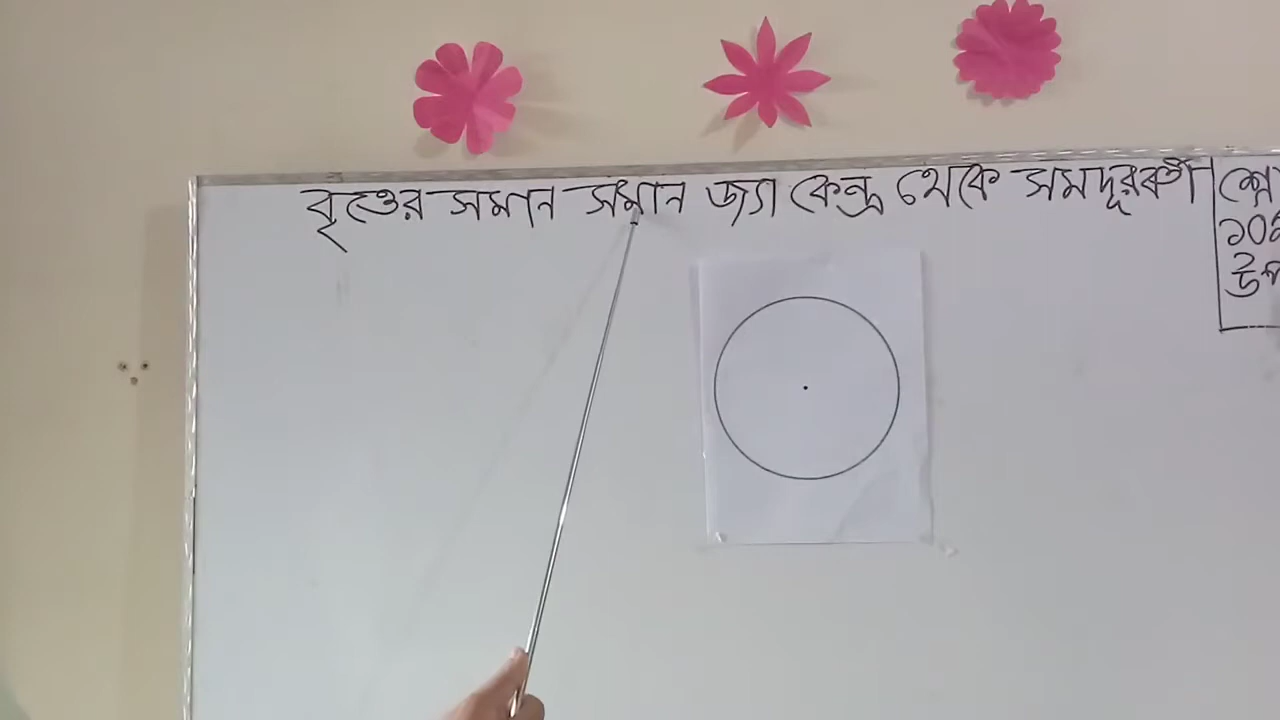 বৃত্তের সমান সমান জ্যা কেন্দ্র থেকে সমদূরবর্তী